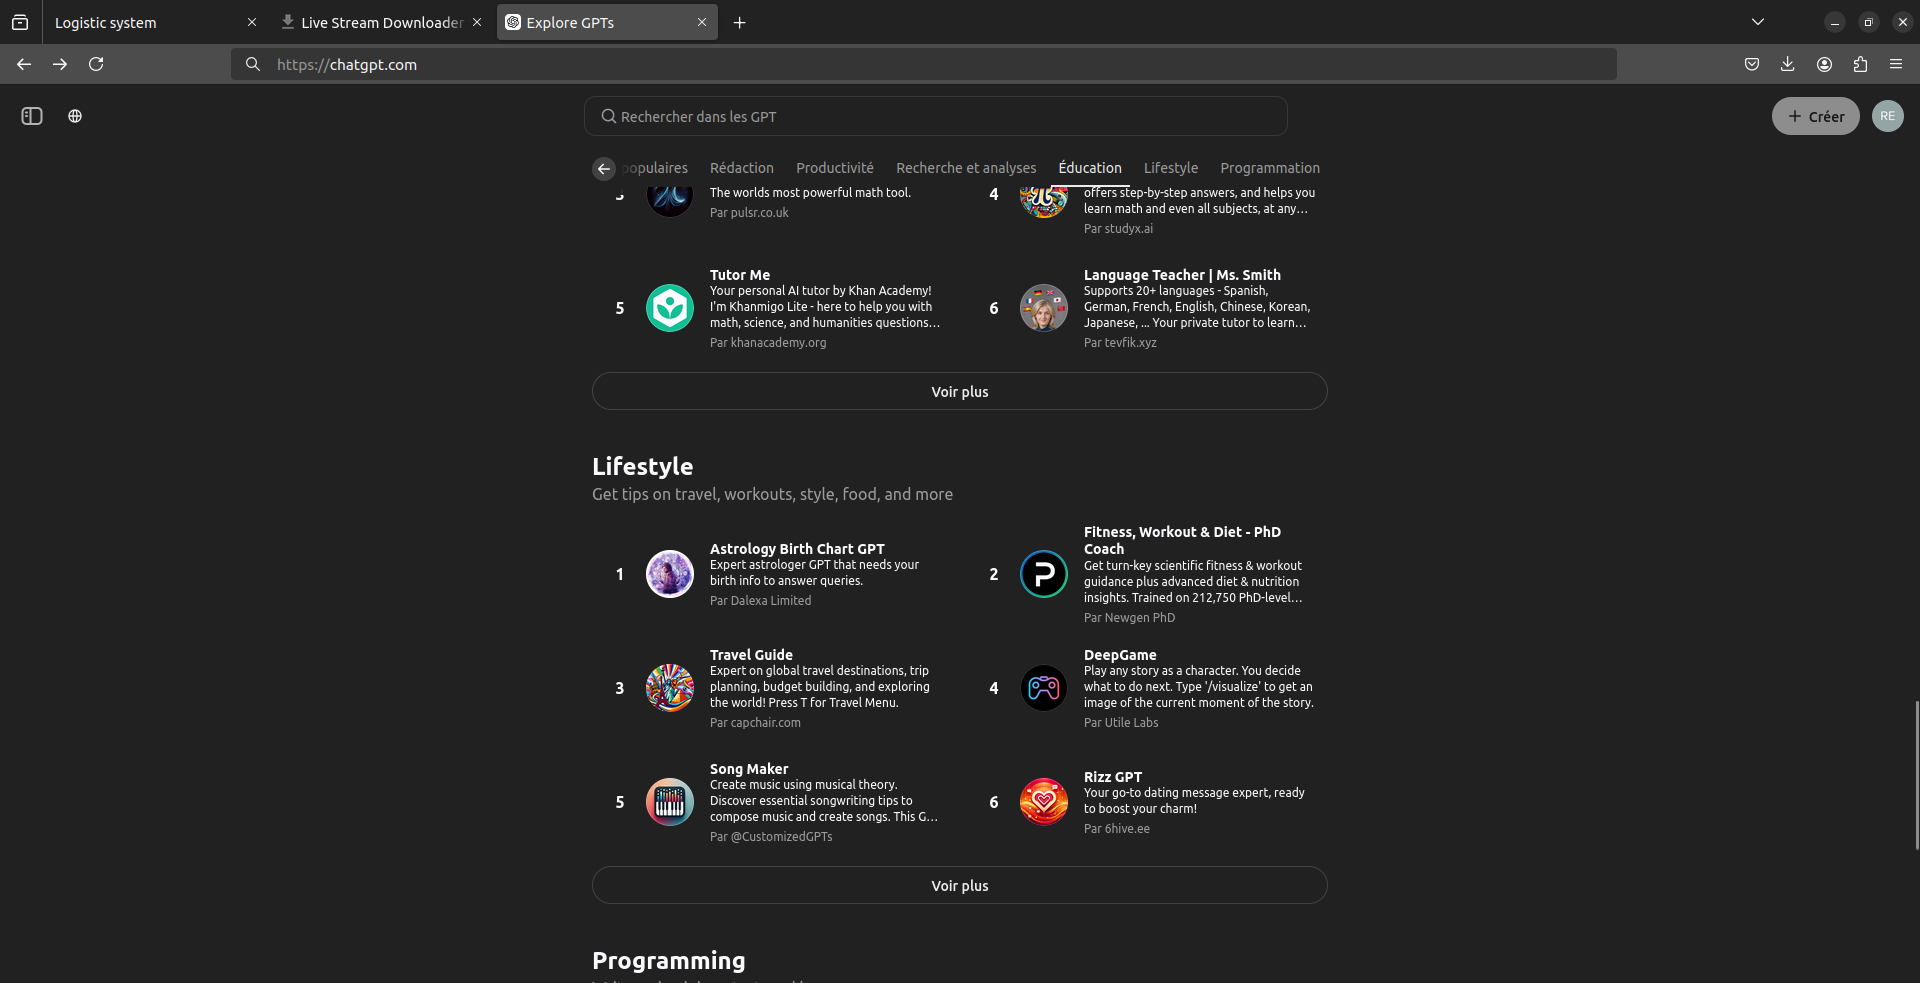 Logistic system
Live Stream Downloader
Explore GPTs
https://chatgpt.com
Rechercher dans les GPT
Créer
RE
populaires
Rédaction
Productivité
Recherche et analyses
Éducation
Lifestyle
Programmation
3
The worlds most powerful math tool.
Par pulsr.co.uk
4
offers step-by-step answers, and helps you
learn math and even all subjects, at any...
Par studyx.ai
5
Tutor Me
Your personal AI tutor by Khan Academy!
I'm Khanmigo Lite - here to help you with
math, science, and humanities questions...
Par khanacademy.org
6
Language Teacher | Ms. Smith
Supports 20+ languages - Spanish,
German, French, English, Chinese, Korean,
Japanese, ... Your private tutor to learn...
Par tevfik.xyz
Voir plus
Lifestyle
Get tips on travel, workouts, style, food, and more
1
Astrology Birth Chart GPT
Expert astrologer GPT that needs your
birth info to answer queries.
Par Dalexa Limited
2
Fitness, Workout & Diet - PhD
Coach
Get turn-key scientific fitness & workout
guidance plus advanced diet & nutrition
insights. Trained on 212,750 PhD-level...
Par Newgen PhD
3
Travel Guide
Expert on global travel destinations, trip
planning, budget building, and exploring
the world! Press T for Travel Menu.
Par capchair.com
4
DeepGame
Play any story as a character. You decide
what to do next. Type '/visualize' to get an
image of the current moment of the story.
Par Utile Labs
5
Song Maker
Create music using musical theory.
Discover essential songwriting tips to
compose music and create songs. This G...
Par @CustomizedGPTs
6
Rizz GPT
Your go-to dating message expert, ready
to boost your charm!
Par 6hive.ee
Voir plus
Programming